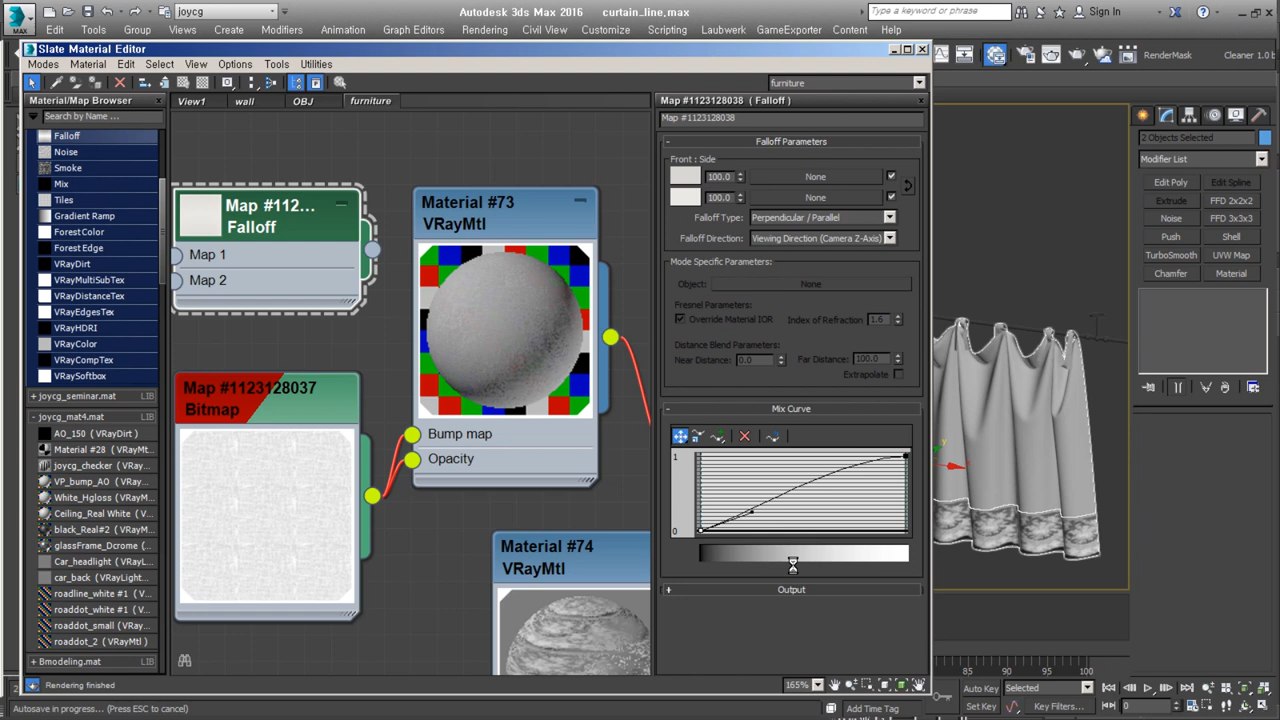 MAX
joycg
Autodesk 3ds Max 2016 curtain_line.max
Type a keyword or phrase
Sign In
Edit Tools Group Views Create Modifiers Animation Graph Editors Rendering Civil View Customize Scripting Laubwerk GameExporter Content Help
Slate Material Editor
Modes Material Edit Select View Options Tools Utilities
RenderMask
Cleaner 1.0 b
furniture
Material/Map Browser
View1 wall OBJ furniture
Map #1123128038 ( Falloff )
Search by Name ...
Map #1123128038
Falloff
Noise
Smoke
Mix
Tiles
Gradient Ramp
ForestColor
Forest Edge
VRayDirt
VRayMultiSubTex
VRayDistanceTex
VRayEdgesTex
VRayHDRI
VRayColor
VRayCompTex
VRaySoftbox
+ joycg_seminar.mat LIB
- joycg_mat4.mat LIB
AO_150 ( VRayDirt )
Material #28 ( VRayMt...
joycg_checker ( VRay...
VP_bump_AO ( VRay...
White_Hgloss ( VRay...
Ceiling_Real White ( ...
black_Real#2 ( VRay...
glassFrame_Dcrome (...
Car_headlight ( VRay...
car_back ( VRayLight...
roadline_white #1 ( V...
roaddot_white #1 ( V...
roaddot_small ( VRay...
roaddot_2 ( VRayMtl )
+ Bmodeling.mat LIB
Map #112...
Falloff
Map 1
Map 2
Material #73
VRayMtl
Bump map
Opacity
Map #1123128037
Bitmap
Material #74
VRayMtl
- Falloff Parameters
Front : Side
100.0 None
100.0 None
Falloff Type: Perpendicular / Parallel
Falloff Direction: Viewing Direction (Camera Z-Axis)
Mode Specific Parameters:
Object: None
Fresnel Parameters:
Override Material IOR Index of Refraction 1.6
Distance Blend Parameters:
Near Distance: 0.0 Far Distance: 100.0
Extrapolate
- Mix Curve
1
0
+ Output
2 Objects Selected
Modifier List
Edit Poly Edit Spline
Extrude FFD 2x2x2
Noise FFD 3x3x3
Push Shell
TurboSmooth UVW Map
Chamfer Material
y
Rendering finished
165%
85 90 95 100
Autosave in progress... (Press ESC to cancel)
Add Time Tag
Auto Key Selected
Set Key Key Filters... 0